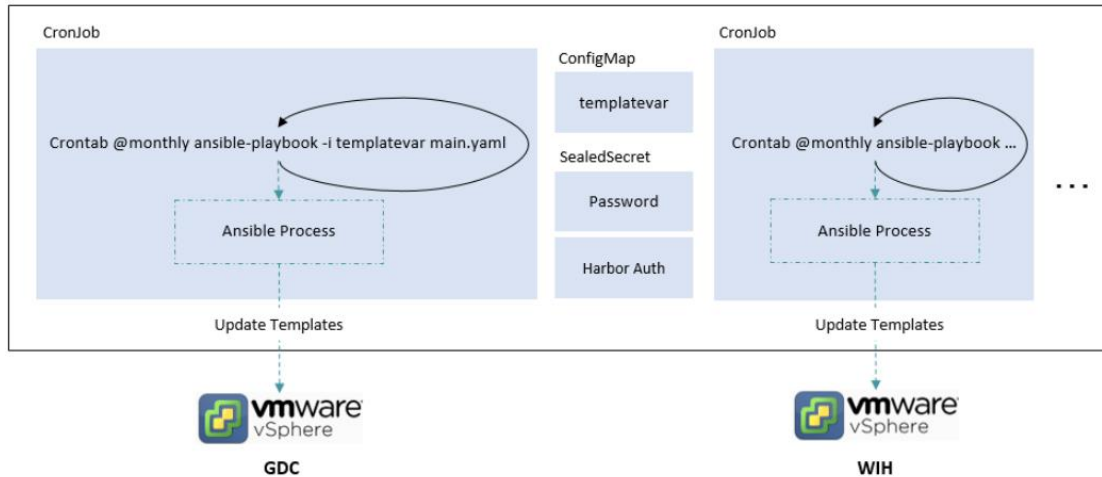 CronJob
Crontab @monthly ansible-playbook -i templatevar main.yaml
Ansible Process
Update Templates
ConfigMap
templatevar
SealedSecret
Password
Harbor Auth
CronJob
Crontab @monthly ansible-playbook ...
Ansible Process
Update Templates
...
vmware
vSphere
GDC
vmware
vSphere
WIH